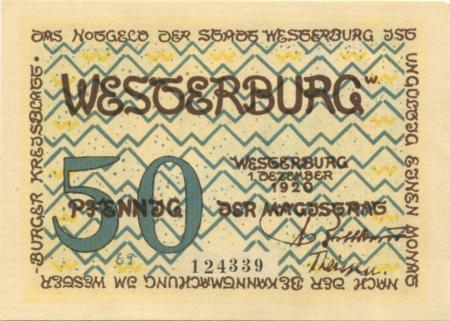 DAS NOTGELD DER STADT WESTERBURG IST
UNGÜLTIG EINEN MONAT
NACH DER BEKANNTMACHUNG IM WESTER-
-BURGER KREISBLATT.
WESTERBURG
W.
50
WESTERBURG
1. DEZEMBER
1920
PFENNIG DER MAGISTRAT
124339